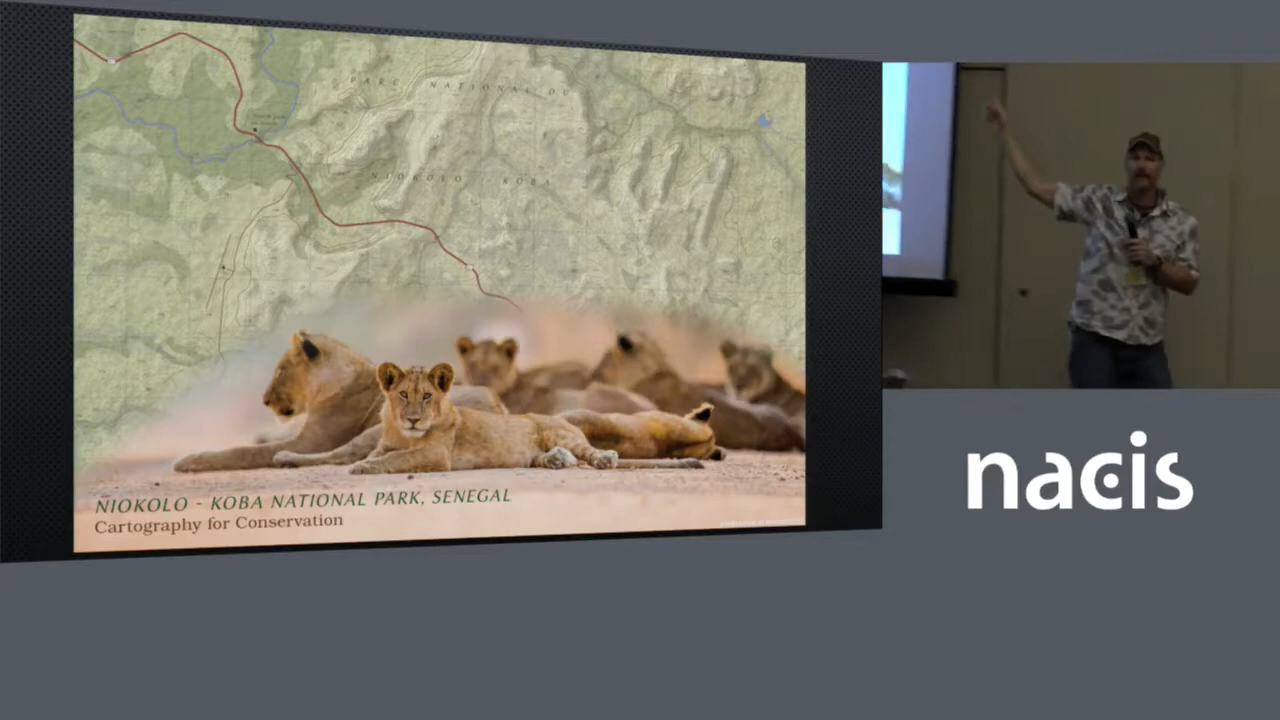 PARC NATIONAL DU
NIOKOLO KOBA
NIOKOLO - KOBA NATIONAL PARK, SENEGAL
Cartography for Conservation
nacis